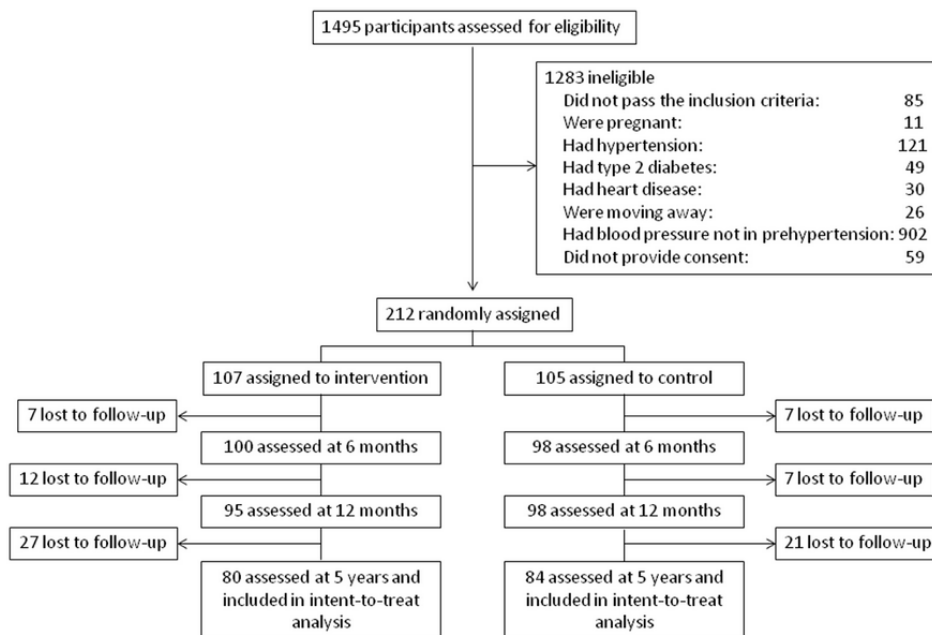 1495 participants assessed for eligibility
1283 ineligible
Did not pass the inclusion criteria: 85
Were pregnant: 11
Had hypertension: 121
Had type 2 diabetes: 49
Had heart disease: 30
Were moving away: 26
Had blood pressure not in prehypertension: 902
Did not provide consent: 59
212 randomly assigned
107 assigned to intervention
105 assigned to control
7 lost to follow-up
7 lost to follow-up
100 assessed at 6 months
98 assessed at 6 months
12 lost to follow-up
7 lost to follow-up
95 assessed at 12 months
98 assessed at 12 months
27 lost to follow-up
21 lost to follow-up
80 assessed at 5 years and
included in intent-to-treat
analysis
84 assessed at 5 years and
included in intent-to-treat
analysis